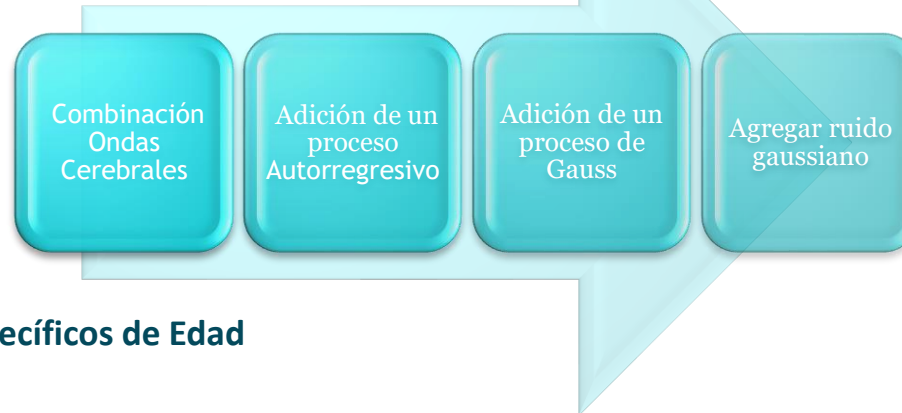 Combinación
Ondas
Cerebrales
Adición de un
proceso
Autorregresivo
Adición de un
proceso de
Gauss
Agregar ruido
gaussiano
ecíficos de Edad